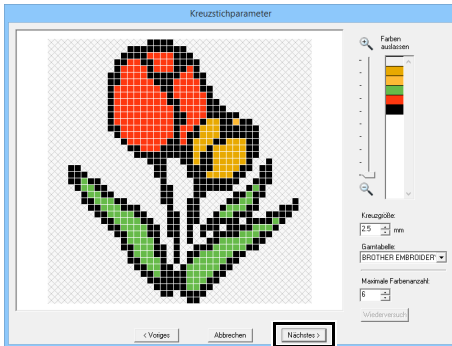 Kreuzstichparameter
Farben
auslassen
Kreuzgröße:
2.5 mm
Garntabelle:
BROTHER EMBROIDERY
Maximale Farbenanzahl:
6
Wiederversuch
< Voriges
Abbrechen
Nächstes >